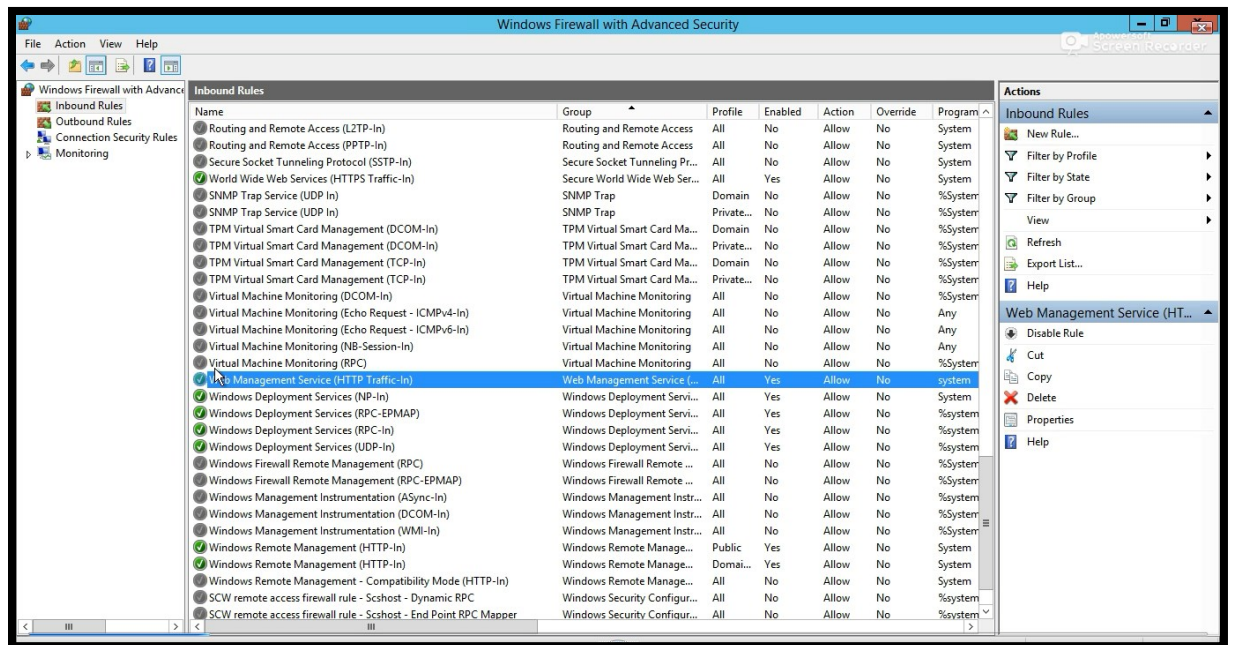 Windows Firewall with Advanced Security
File Action View Help
Apowersoft
Screen Recorder
Windows Firewall with Advance
Inbound Rules
Outbound Rules
Connection Security Rules
Monitoring
Inbound Rules
Name Group Profile Enabled Action Override Program
Routing and Remote Access (L2TP-In) Routing and Remote Access All No Allow No System
Routing and Remote Access (PPTP-In) Routing and Remote Access All No Allow No System
Secure Socket Tunneling Protocol (SSTP-In) Secure Socket Tunneling Pr... All No Allow No System
World Wide Web Services (HTTPS Traffic-In) Secure World Wide Web Ser... All Yes Allow No System
SNMP Trap Service (UDP In) SNMP Trap Domain No Allow No %System
SNMP Trap Service (UDP In) SNMP Trap Private... No Allow No %System
TPM Virtual Smart Card Management (DCOM-In) TPM Virtual Smart Card Ma... Domain No Allow No %System
TPM Virtual Smart Card Management (DCOM-In) TPM Virtual Smart Card Ma... Private... No Allow No %System
TPM Virtual Smart Card Management (TCP-In) TPM Virtual Smart Card Ma... Domain No Allow No %System
TPM Virtual Smart Card Management (TCP-In) TPM Virtual Smart Card Ma... Private... No Allow No %System
Virtual Machine Monitoring (DCOM-In) Virtual Machine Monitoring All No Allow No %System
Virtual Machine Monitoring (Echo Request - ICMPv4-In) Virtual Machine Monitoring All No Allow No Any
Virtual Machine Monitoring (Echo Request - ICMPv6-In) Virtual Machine Monitoring All No Allow No Any
Virtual Machine Monitoring (NB-Session-In) Virtual Machine Monitoring All No Allow No Any
Virtual Machine Monitoring (RPC) Virtual Machine Monitoring All No Allow No %System
Web Management Service (HTTP Traffic-In) Web Management Service (... All Yes Allow No system
Windows Deployment Services (NP-In) Windows Deployment Servi... All Yes Allow No System
Windows Deployment Services (RPC-EPMAP) Windows Deployment Servi... All Yes Allow No %system
Windows Deployment Services (RPC-In) Windows Deployment Servi... All Yes Allow No %system
Windows Deployment Services (UDP-In) Windows Deployment Servi... All Yes Allow No %system
Windows Firewall Remote Management (RPC) Windows Firewall Remote ... All No Allow No %System
Windows Firewall Remote Management (RPC-EPMAP) Windows Firewall Remote ... All No Allow No %System
Windows Management Instrumentation (ASync-In) Windows Management Instr... All No Allow No %system
Windows Management Instrumentation (DCOM-In) Windows Management Instr... All No Allow No %System
Windows Management Instrumentation (WMI-In) Windows Management Instr... All No Allow No %System
Windows Remote Management (HTTP-In) Windows Remote Manage... Public Yes Allow No System
Windows Remote Management (HTTP-In) Windows Remote Manage... Domai... Yes Allow No System
Windows Remote Management - Compatibility Mode (HTTP-In) Windows Remote Manage... All No Allow No System
SCW remote access firewall rule - Scshost - Dynamic RPC Windows Security Configur... All No Allow No %system
SCW remote access firewall rule - Scshost - End Point RPC Mapper Windows Security Configur... All No Allow No %system
Actions
Inbound Rules
New Rule...
Filter by Profile
Filter by State
Filter by Group
View
Refresh
Export List...
Help
Web Management Service (HT...
Disable Rule
Cut
Copy
Delete
Properties
Help